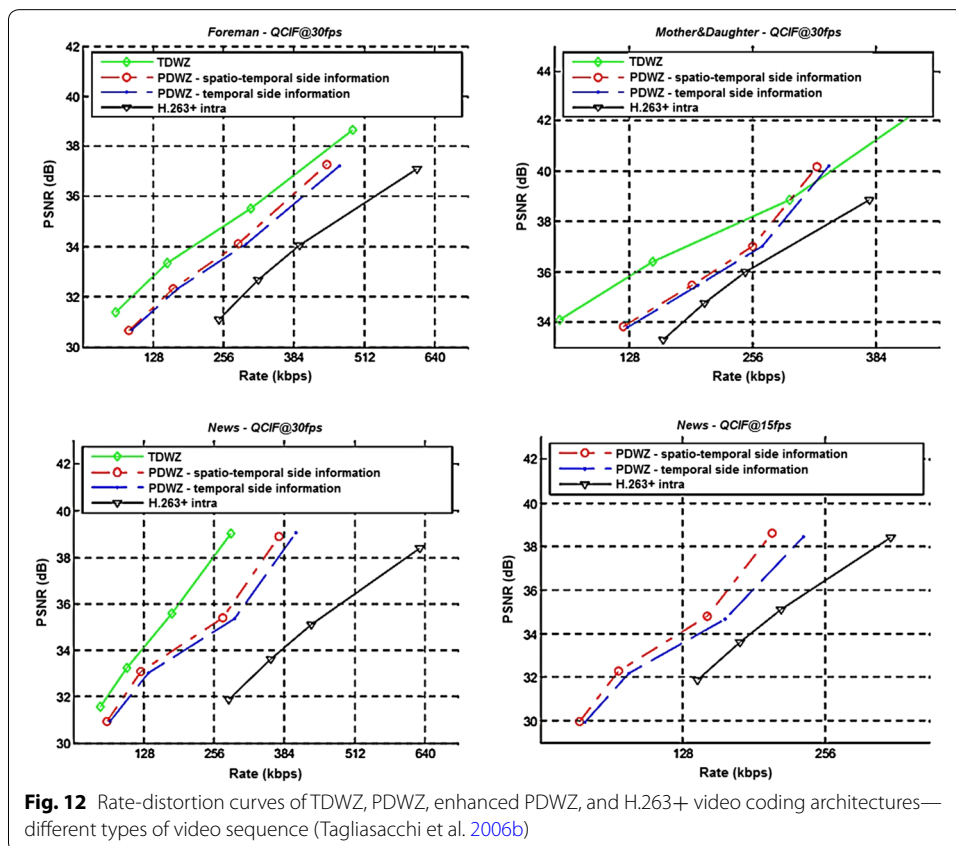 Foreman - QCIF@30fps
42
40
38
36
34
32
30
PSNR (dB)
TDWZ
PDWZ - spatio-temporal side information
PDWZ - temporal side information
H.263+ intra
128 256 384 512 640
Rate (kbps)
Mother&Daughter - QCIF@30fps
44
42
40
38
36
34
PSNR (dB)
TDWZ
PDWZ - spatio-temporal side information
PDWZ - temporal side information
H.263+ intra
128 256 384
Rate (kbps)
News - QCIF@30fps
42
40
38
36
34
32
30
PSNR (dB)
TDWZ
PDWZ - spatio-temporal side information
PDWZ - temporal side information
H.263+ intra
128 256 384 512 640
Rate (kbps)
News - QCIF@15fps
42
40
38
36
34
32
30
PSNR (dB)
PDWZ - spatio-temporal side information
PDWZ - temporal side information
H.263+ intra
128 256
Rate (kbps)
Fig. 12 Rate-distortion curves of TDWZ, PDWZ, enhanced PDWZ, and H.263+ video coding architectures—
different types of video sequence (Tagliasacchi et al. 2006b)